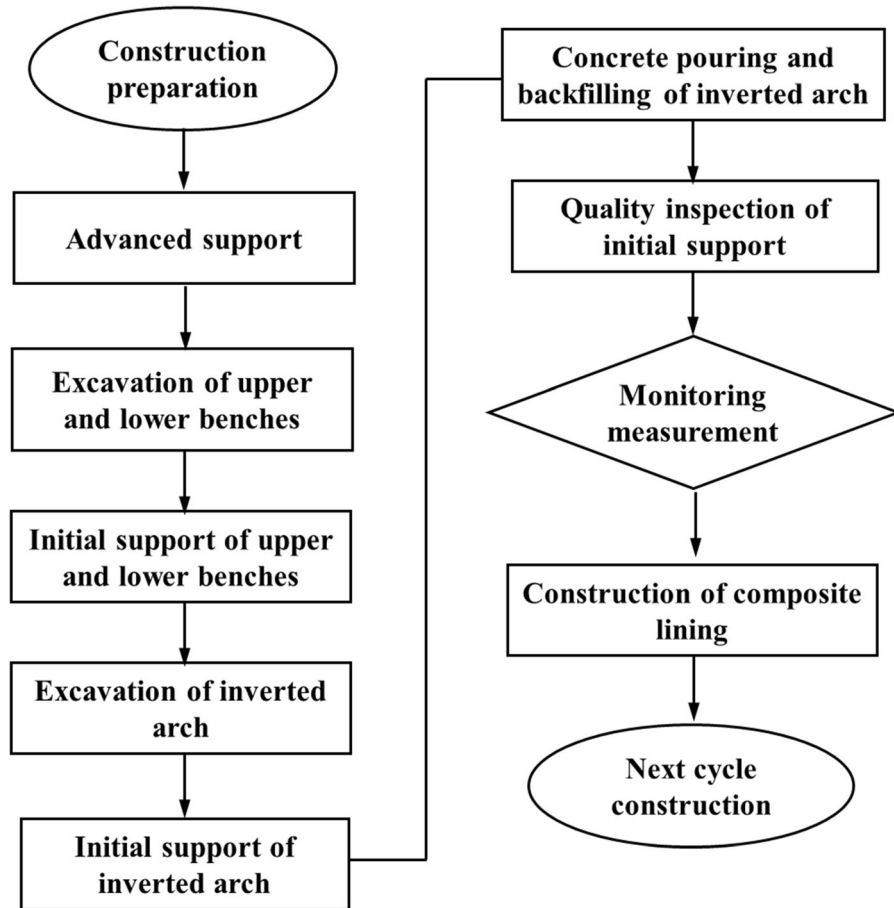 Construction
preparation
Advanced support
Excavation of upper
and lower benches
Initial support of upper
and lower benches
Excavation of inverted
arch
Initial support of
inverted arch
Concrete pouring and
backfilling of inverted arch
Quality inspection of
initial support
Monitoring
measurement
Construction of composite
lining
Next cycle
construction